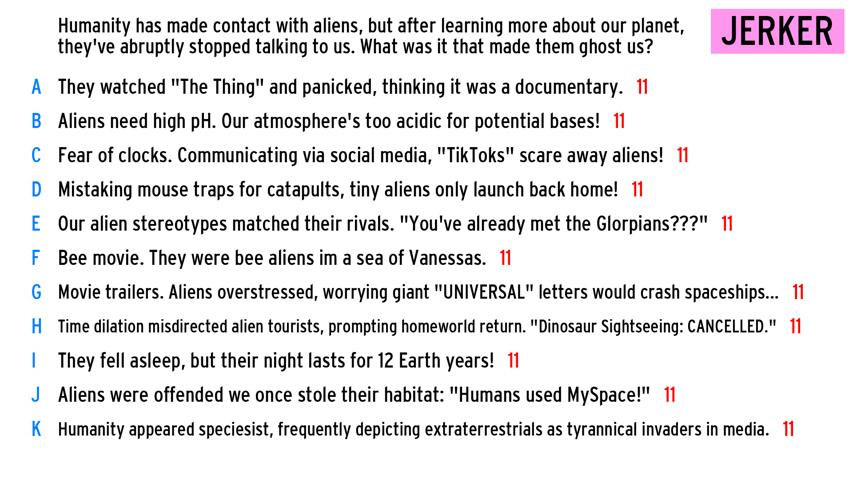 Humanity has made contact with aliens, but after learning more about our planet,
they've abruptly stopped talking to us. What was it that made them ghost us?
JERKER
A They watched "The Thing" and panicked, thinking it was a documentary. 11
B Aliens need high pH. Our atmosphere's too acidic for potential bases! 11
C Fear of clocks. Communicating via social media, "TikToks" scare away aliens! 11
D Mistaking mouse traps for catapults, tiny aliens only launch back home! 11
E Our alien stereotypes matched their rivals. "You've already met the Glorpians???" 11
F Bee movie. They were bee aliens im a sea of Vanessas. 11
G Movie trailers. Aliens overstressed, worrying giant "UNIVERSAL" letters would crash spaceships... 11
H Time dilation misdirected alien tourists, prompting homeworld return. "Dinosaur Sightseeing: CANCELLED." 11
I They fell asleep, but their night lasts for 12 Earth years! 11
J Aliens were offended we once stole their habitat: "Humans used MySpace!" 11
K Humanity appeared speciesist, frequently depicting extraterrestrials as tyrannical invaders in media. 11